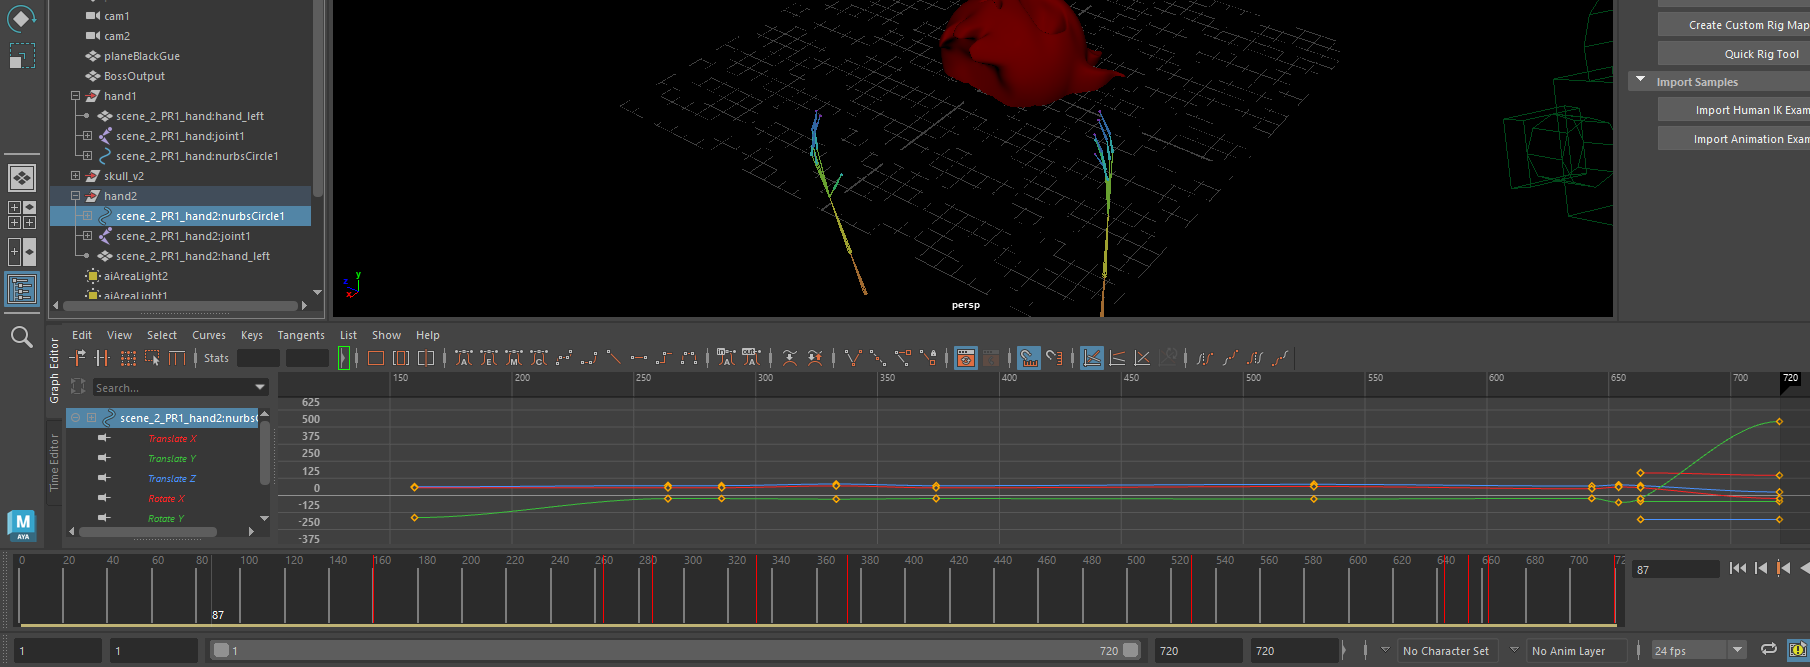 cam1
cam2
planeBlackGue
BossOutput
hand1
scene_2_PR1_hand:hand_left
scene_2_PR1_hand:joint1
scene_2_PR1_hand:nurbsCircle1
skull_v2
hand2
scene_2_PR1_hand2:nurbsCircle1
scene_2_PR1_hand2:joint1
scene_2_PR1_hand2:hand_left
aiAreaLight2
aiAreaLight1
y
z
x
persp
Create Custom Rig Map
Quick Rig Tool
Import Samples
Import Human IK Exam
Import Animation Exam
Graph Editor
Time Editor
Edit View Select Curves Keys Tangents List Show Help
Stats
Search...
scene_2_PR1_hand2:nurbs
Translate X
Translate Y
Translate Z
Rotate X
Rotate Y
150 200 250 300 350 400 450 500 550 600 650 700 720
625
500
375
250
125
0
-125
-250
-375
M
AYA
0 20 40 60 80 100 120 140 160 180 200 220 240 260 280 300 320 340 360 380 400 420 440 460 480 500 520 540 560 580 600 620 640 660 680 700 72
87
87
1 1 1 720 720 720 No Character Set No Anim Layer 24 fps